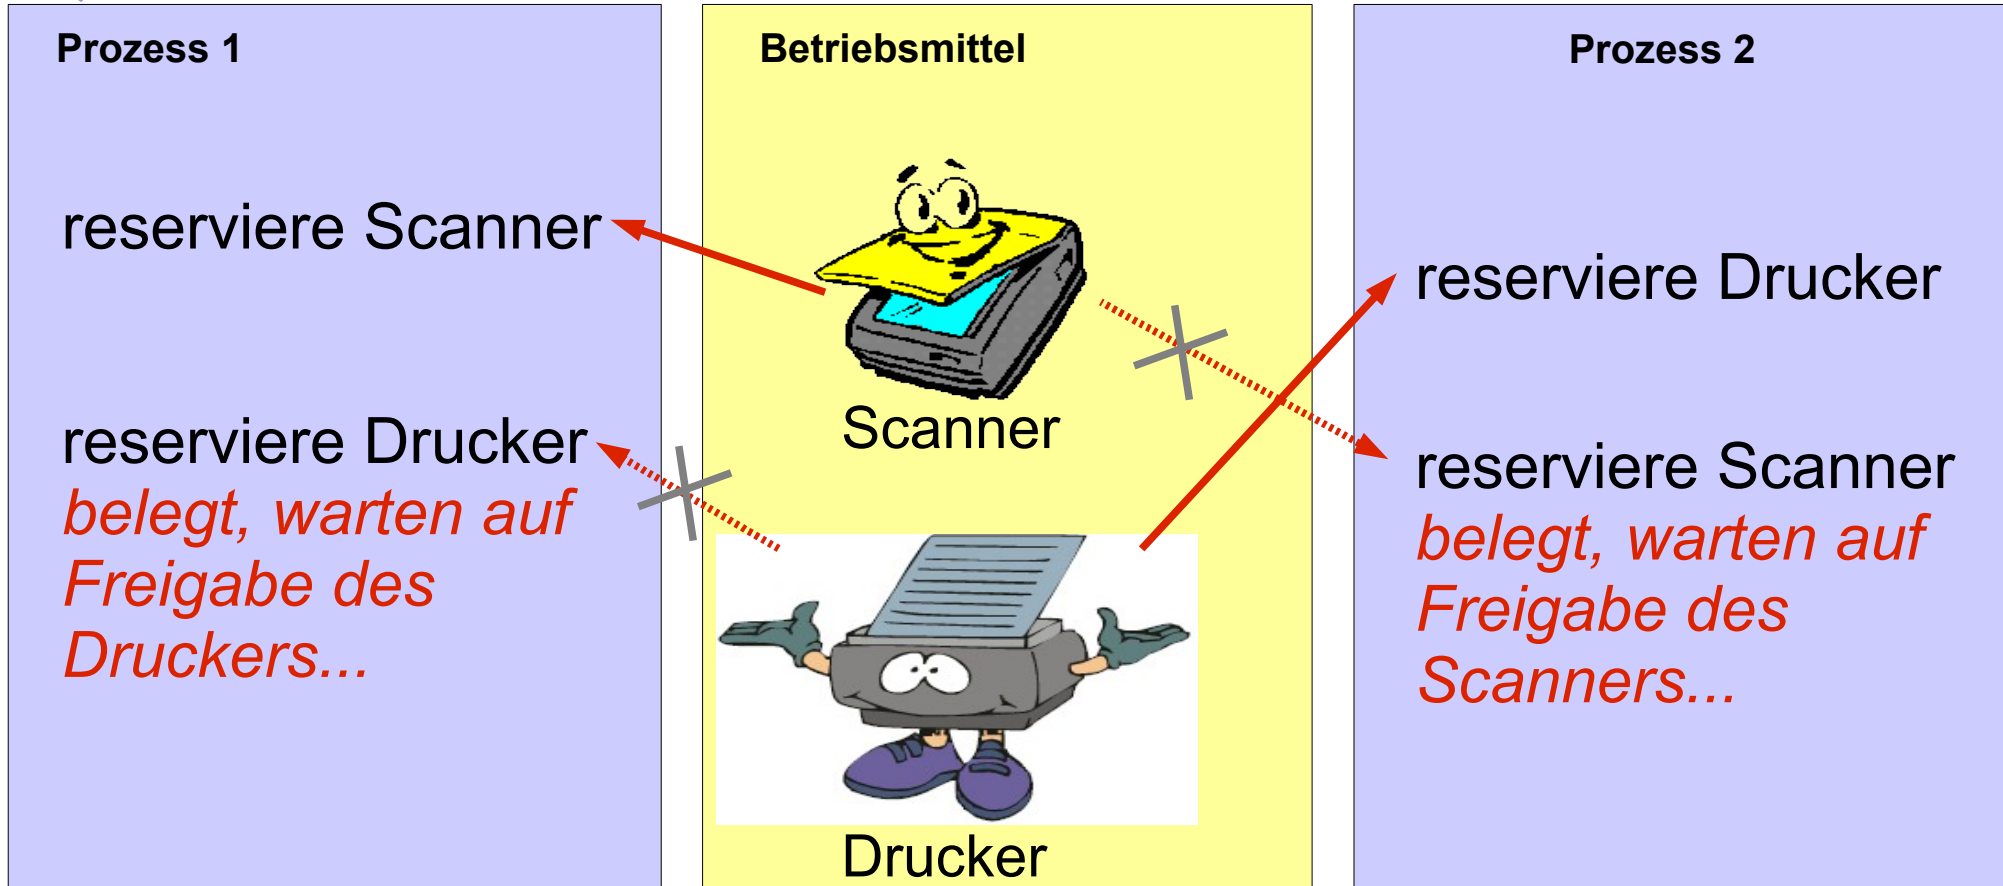 Prozess 1
reserviere Scanner
reserviere Drucker
belegt, warten auf
Freigabe des
Druckers...
Betriebsmittel
Scanner
Drucker
Prozess 2
reserviere Drucker
reserviere Scanner
belegt, warten auf
Freigabe des
Scanners...